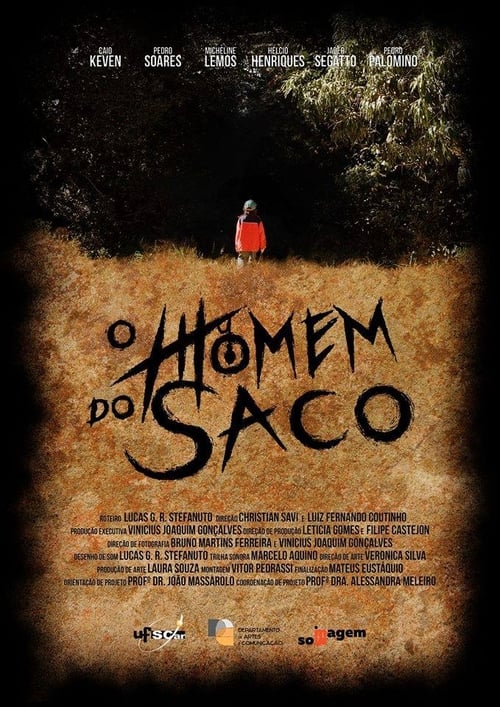 CAIO KEVEN
PEDRO SOARES
MICHELINE LEMOS
HELCIO HENRIQUES
JADER SEGATTO
PEDRO PALOMINO
O HOMEM
DO SACO
ROTEIRO LUCAS G. R. STEFANUTO DIREÇÃO CHRISTIAN SAVI E LUIZ FERNANDO COUTINHO
PRODUÇÃO EXECUTIVA VINICIUS JOAQUIM GONÇALVES DIREÇÃO DE PRODUÇÃO LETICIA GOMES E FILIPE CASTEJON
DIREÇÃO DE FOTOGRAFIA BRUNO MARTINS FERREIRA E VINICIUS JOAQUIM GONÇALVES
DESENHO DE SOM LUCAS G. R. STEFANUTO TRILHA SONORA MARCELO AQUINO DIREÇÃO DE ARTE VERONICA SILVA
PRODUÇÃO DE ARTE LAURA SOUZA MONTAGEM VITOR PEDRASSI FINALIZAÇÃO MATEUS EUSTÁQUIO
ORIENTAÇÃO DE PROJETO PROFº DR. JOÃO MASSAROLO COORDENAÇÃO DE PROJETO PROFª DRA. ALESSANDRA MELEIRO
ufscar
DEPARTAMENTO
DE ARTES
E COMUNICAÇÃO
imagem
som